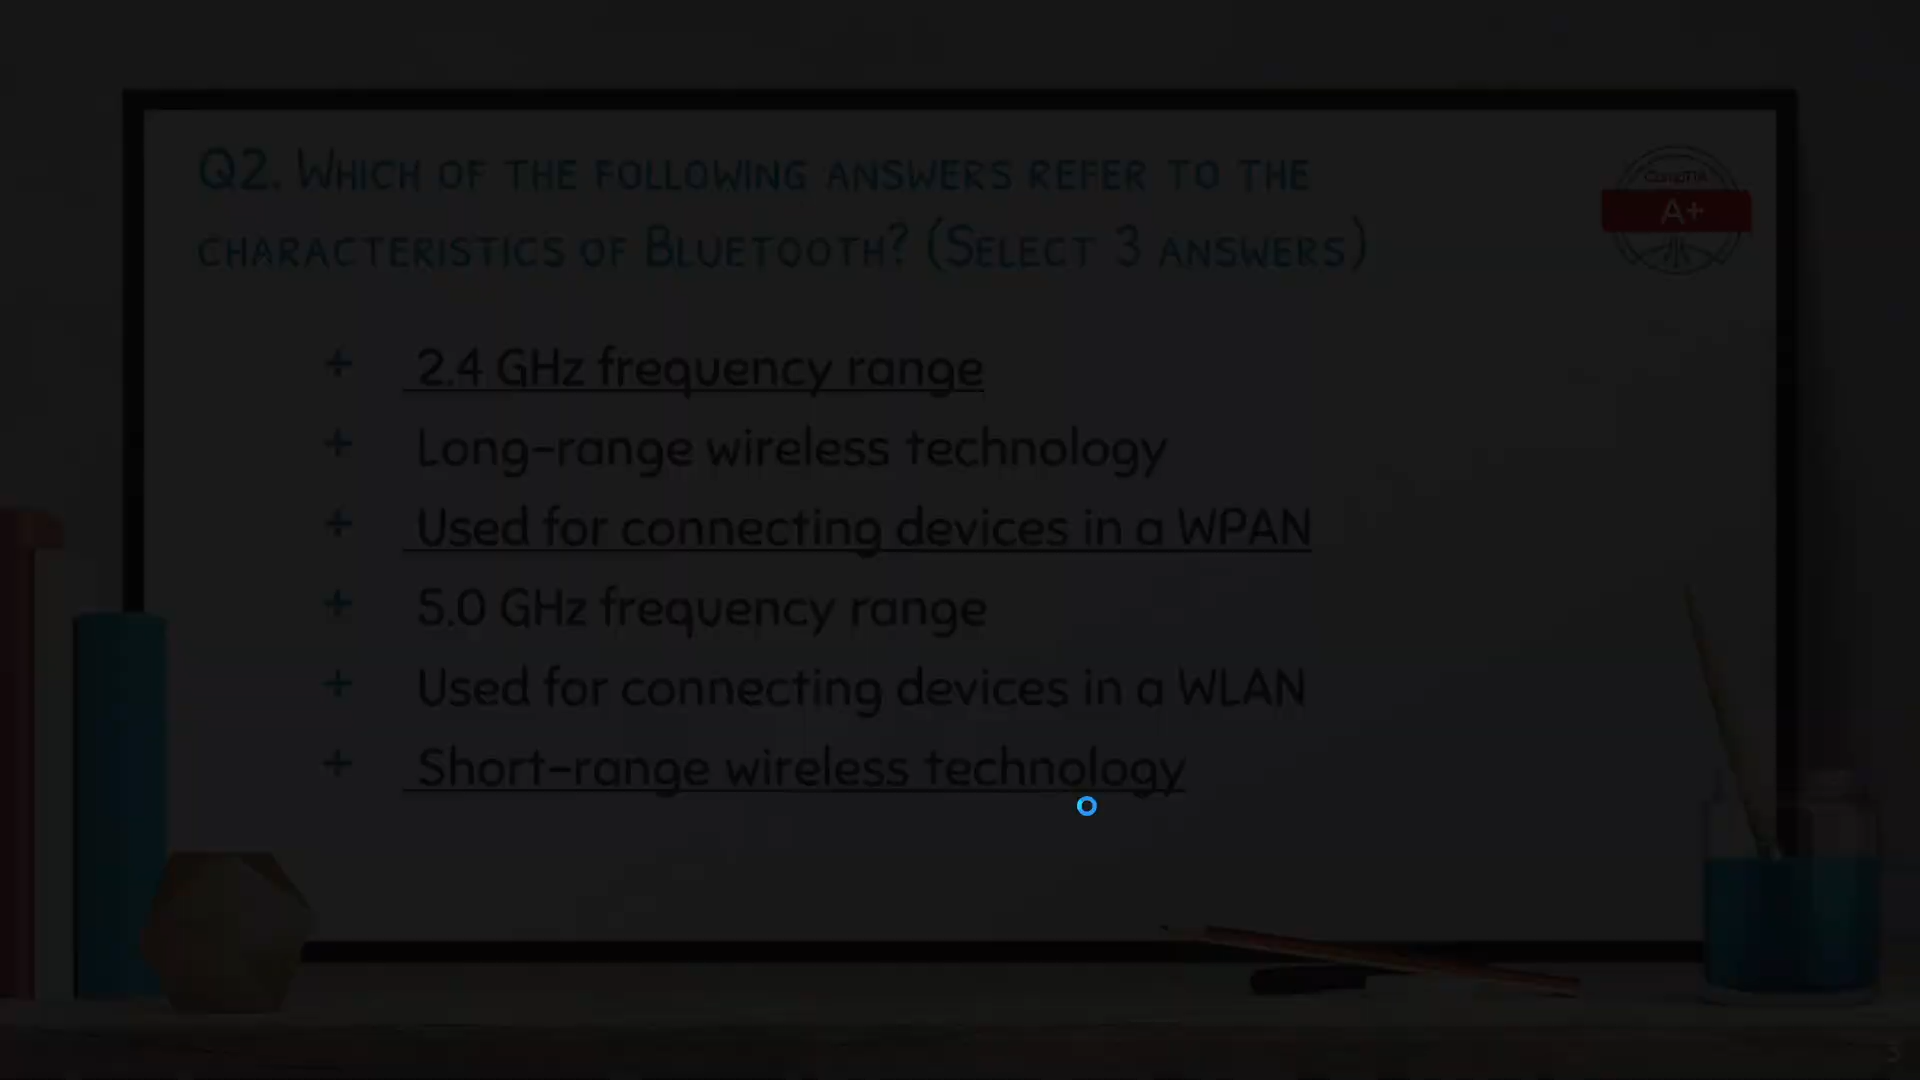 Q2. Which of the following answers refer to the
characteristics of Bluetooth? (Select 3 answers)
CompTIA
A+
+ 2.4 GHz frequency range
+ Long-range wireless technology
+ Used for connecting devices in a WPAN
+ 5.0 GHz frequency range
+ Used for connecting devices in a WLAN
+ Short-range wireless technology